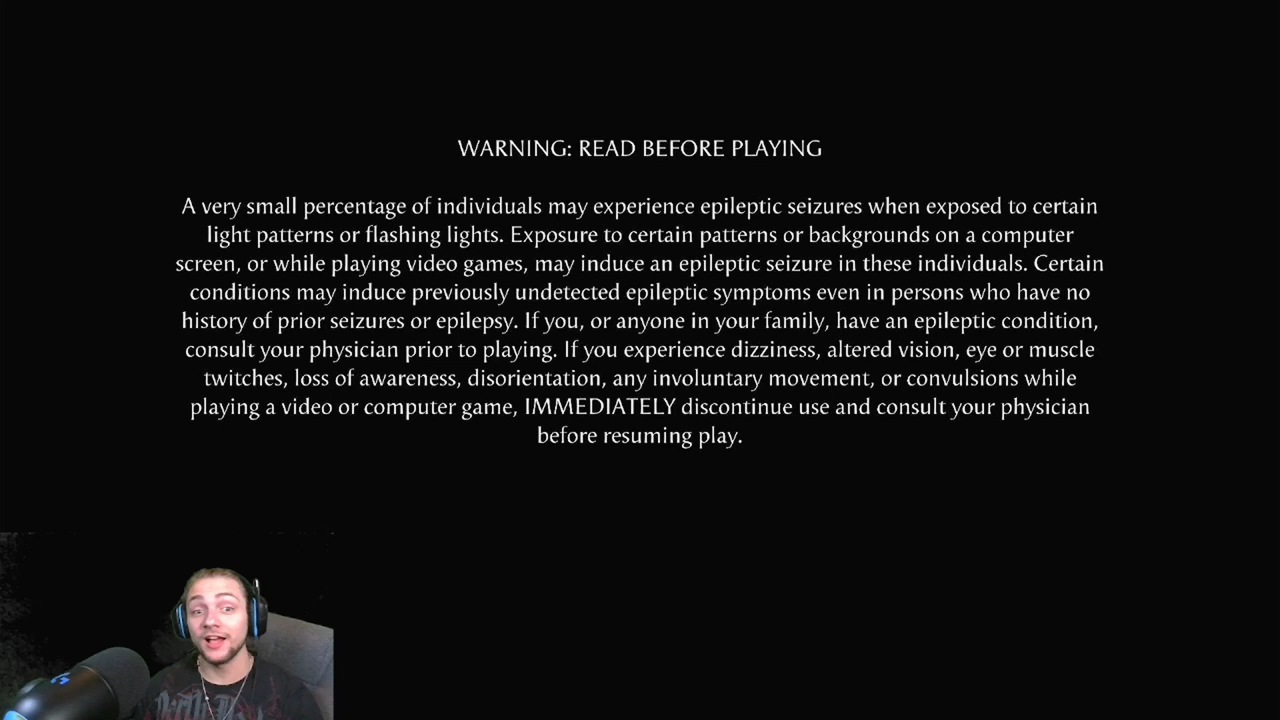 WARNING: READ BEFORE PLAYING
A very small percentage of individuals may experience epileptic seizures when exposed to certain
light patterns or flashing lights. Exposure to certain patterns or backgrounds on a computer
screen, or while playing video games, may induce an epileptic seizure in these individuals. Certain
conditions may induce previously undetected epileptic symptoms even in persons who have no
history of prior seizures or epilepsy. If you, or anyone in your family, have an epileptic condition,
consult your physician prior to playing. If you experience dizziness, altered vision, eye or muscle
twitches, loss of awareness, disorientation, any involuntary movement, or convulsions while
playing a video or computer game, IMMEDIATELY discontinue use and consult your physician
before resuming play.